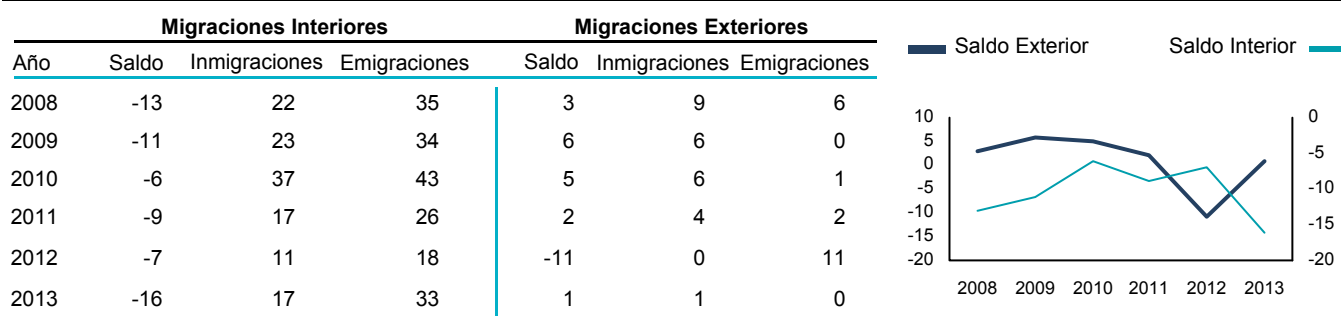 Migraciones Interiores Migraciones Exteriores
Año Saldo Inmigraciones Emigraciones Saldo Inmigraciones Emigraciones
2008 -13 22 35 3 9 6
2009 -11 23 34 6 6 0
2010 -6 37 43 5 6 1
2011 -9 17 26 2 4 2
2012 -7 11 18 -11 0 11
2013 -16 17 33 1 1 0
Saldo Exterior Saldo Interior
10 0
5
0 -5
-5
-10 -10
-15 -15
-20 -20
2008 2009 2010 2011 2012 2013